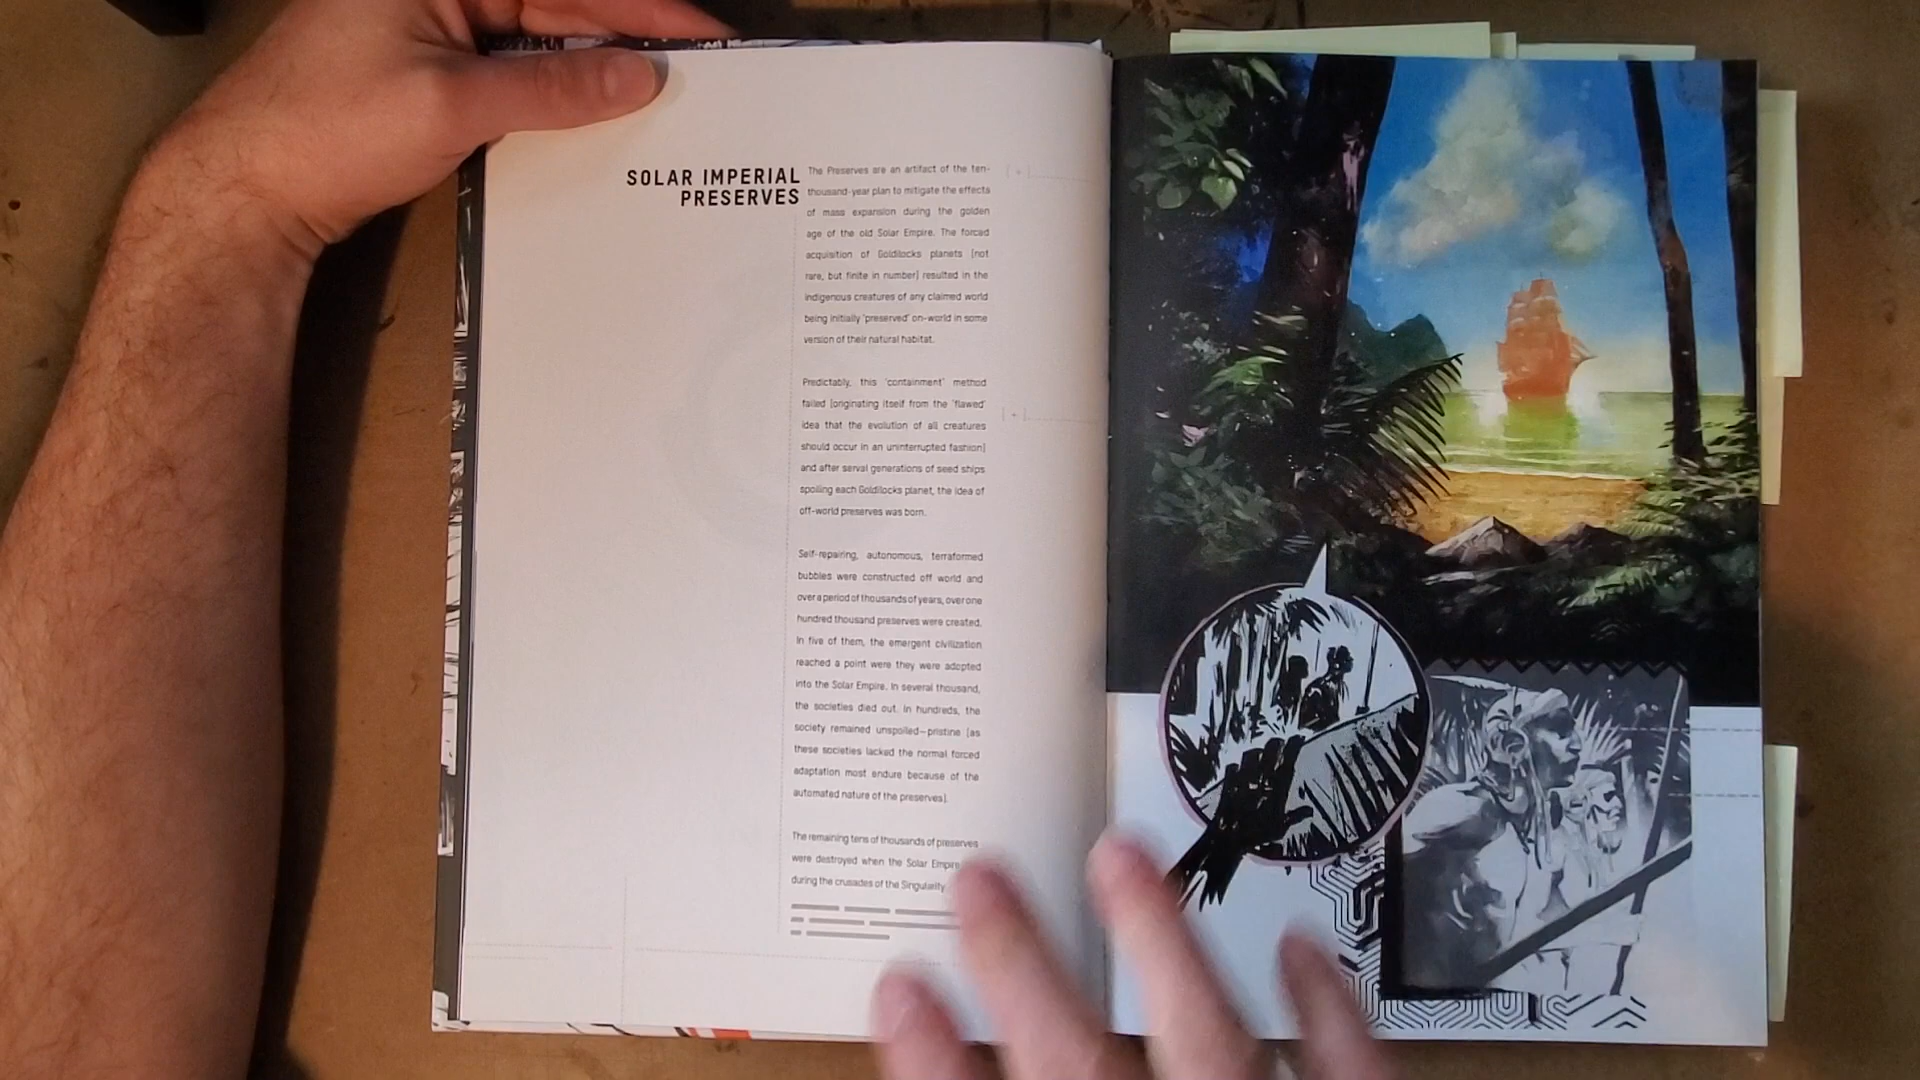 SOLAR IMPERIAL
PRESERVES
The Preserves are an artifact of the ten-
thousand-year plan to mitigate the effects
of mass expansion during the golden
age of the old Solar Empire. The forced
acquisition of Goldilocks planets [not
rare, but finite in number] resulted in the
indigenous creatures of any claimed world
being initially 'preserved' on-world in some
version of their natural habitat.
Predictably, this 'containment' method
failed [originating itself from the 'flawed'
idea that the evolution of all creatures
should occur in an uninterrupted fashion]
and after serval generations of seed ships
spoiling each Goldilocks planet, the idea of
off-world preserves was born.
Self-repairing, autonomous, terraformed
bubbles were constructed off world and
over a period of thousands of years, over one
hundred thousand preserves were created.
In five of them, the emergent civilization
reached a point were they were adopted
into the Solar Empire. In several thousand,
the societies died out. In hundreds, the
society remained unspoiled—pristine [as
these societies lacked the normal forced
adaptation most endure because of the
automated nature of the preserves].
The remaining tens of thousands of preserves
were destroyed when the Solar Empire
during the crusades of the Singularity.